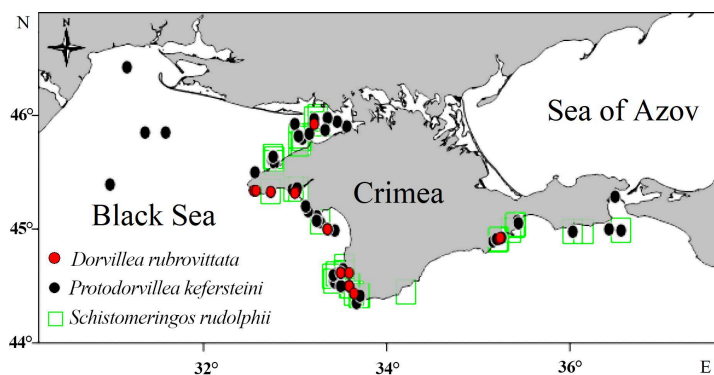 N
46°
Sea of Azov
Crimea
Black Sea
45°
Dorvillea rubrovittata
Protodorvillea kefersteini
Schistomeringos rudolphii
44°
32° 34° 36° E